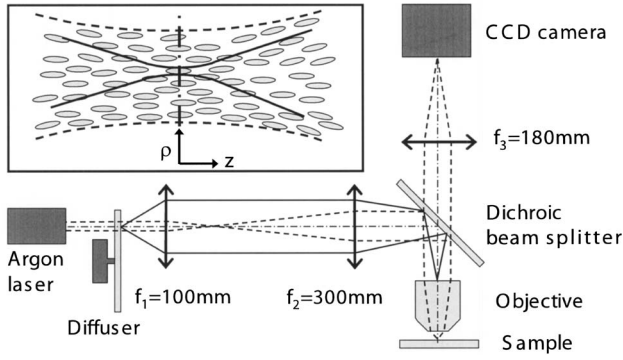 ρ
z
CCD camera
f₃=180mm
Dichroic
beam splitter
Argon
laser
f₁=100mm
f₂=300mm
Diffuser
Objective
Sample